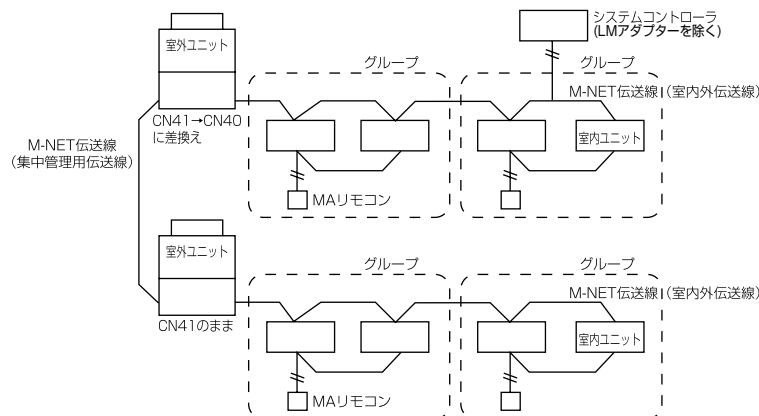 システムコントローラ
(LMアダプターを除く)
室外ユニット
グループ
グループ
M-NET伝送線(室内外伝送線)
CN41→CN40
に差換え
室内ユニット
M-NET伝送線
(集中管理用伝送線)
MAリモコン
室外ユニット
グループ
グループ
M-NET伝送線(室内外伝送線)
CN41のまま
室内ユニット
MAリモコン